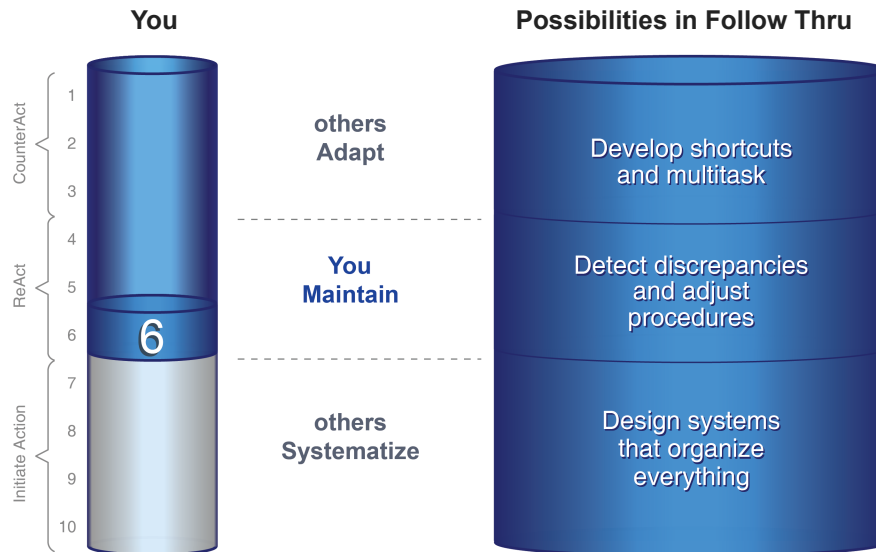 You
Possibilities in Follow Thru
CounterAct
1
2
3
others
Adapt
Develop shortcuts
and multitask
ReAct
4
5
6
6
You
Maintain
Detect discrepancies
and adjust
procedures
Initiate Action
7
8
9
10
others
Systematize
Design systems
that organize
everything